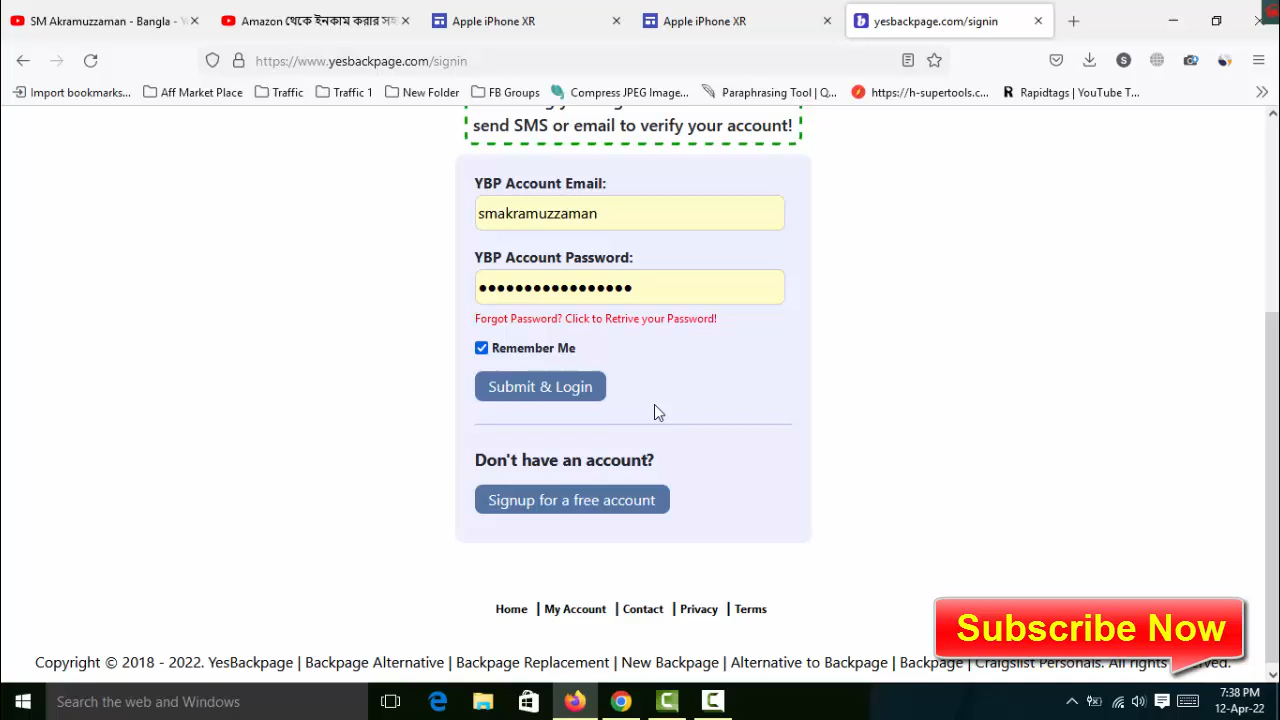 SM Akramuzzaman - Bangla -
Amazon থেকে ইনকাম করার সহ
Apple iPhone XR
Apple iPhone XR
yesbackpage.com/signin
https://www.yesbackpage.com/signin
Import bookmarks...
Aff Market Place
Traffic
Traffic 1
New Folder
FB Groups
Compress JPEG Image...
Paraphrasing Tool | Q...
https://h-supertools.c...
Rapidtags | YouTube T...
send SMS or email to verify your account!
YBP Account Email:
smakramuzzaman
YBP Account Password:
•••••••••••••••••
Forgot Password? Click to Retrive your Password!
Remember Me
Submit & Login
Don't have an account?
Signup for a free account
Home | My Account | Contact | Privacy | Terms
Subscribe Now
Copyright © 2018 - 2022. YesBackpage | Backpage Alternative | Backpage Replacement | New Backpage | Alternative to Backpage | Backpage | Craigslist Personals. All rights reserved.
Search the web and Windows
7:38 PM
12-Apr-22